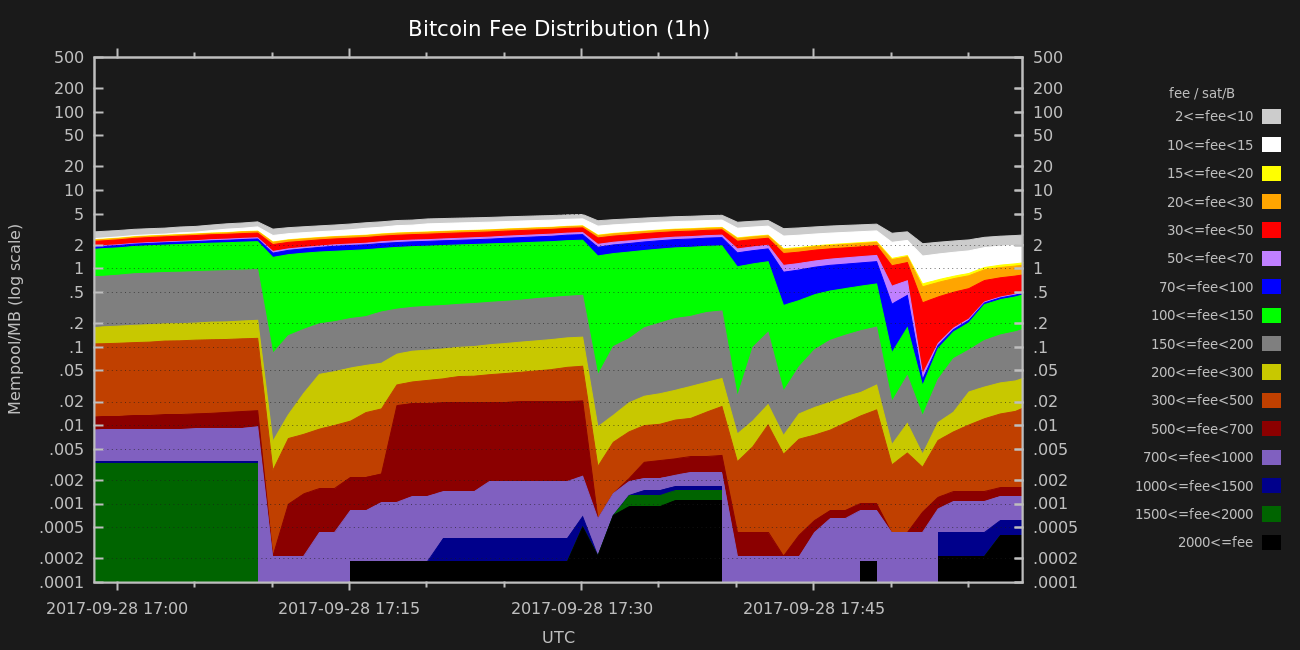 Bitcoin Fee Distribution (1h)
Mempool/MB (log scale)
500
200
100
50
20
10
5
2
1
.5
.2
.1
.05
.02
.01
.005
.002
.001
.0005
.0002
.0001
500
200
100
50
20
10
5
2
1
.5
.2
.1
.05
.02
.01
.005
.002
.001
.0005
.0002
.0001
2017-09-28 17:00 2017-09-28 17:15 2017-09-28 17:30 2017-09-28 17:45
UTC
fee / sat/B
2<=fee<10
10<=fee<15
15<=fee<20
20<=fee<30
30<=fee<50
50<=fee<70
70<=fee<100
100<=fee<150
150<=fee<200
200<=fee<300
300<=fee<500
500<=fee<700
700<=fee<1000
1000<=fee<1500
1500<=fee<2000
2000<=fee